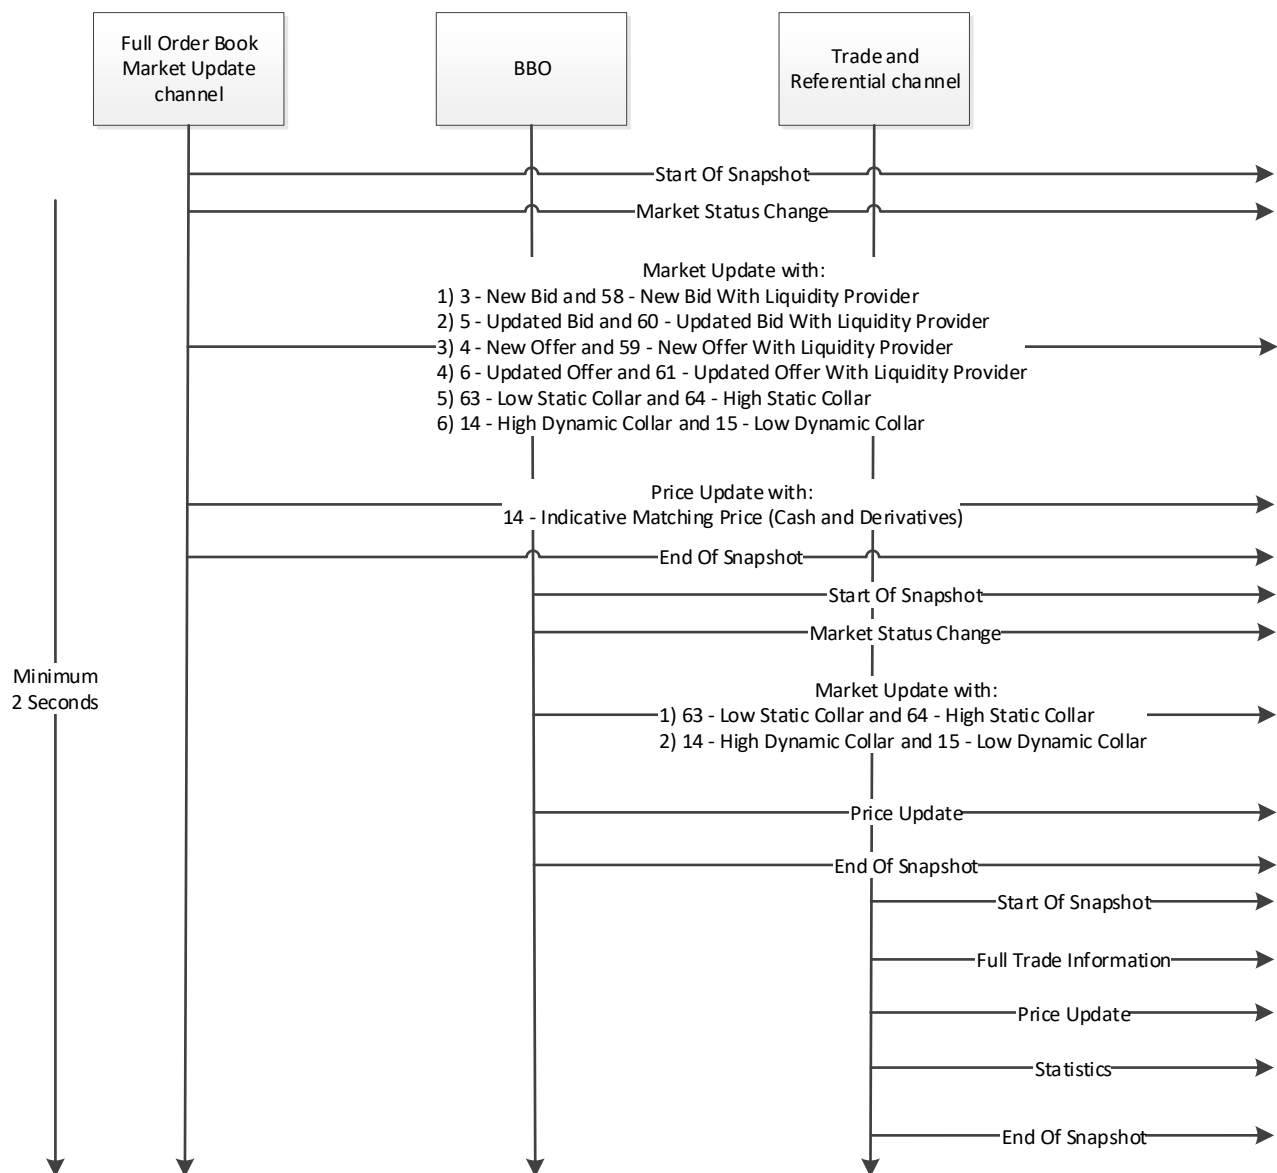 Full Order Book
Market Update
channel
BBO
Trade and
Referential channel
Start Of Snapshot
Market Status Change
Market Update with:
1) 3 - New Bid and 58 - New Bid With Liquidity Provider
2) 5 - Updated Bid and 60 - Updated Bid With Liquidity Provider
3) 4 - New Offer and 59 - New Offer With Liquidity Provider
4) 6 - Updated Offer and 61 - Updated Offer With Liquidity Provider
5) 63 - Low Static Collar and 64 - High Static Collar
6) 14 - High Dynamic Collar and 15 - Low Dynamic Collar
Price Update with:
14 - Indicative Matching Price (Cash and Derivatives)
End Of Snapshot
Start Of Snapshot
Market Status Change
Minimum
2 Seconds
Market Update with:
1) 63 - Low Static Collar and 64 - High Static Collar
2) 14 - High Dynamic Collar and 15 - Low Dynamic Collar
Price Update
End Of Snapshot
Start Of Snapshot
Full Trade Information
Price Update
Statistics
End Of Snapshot